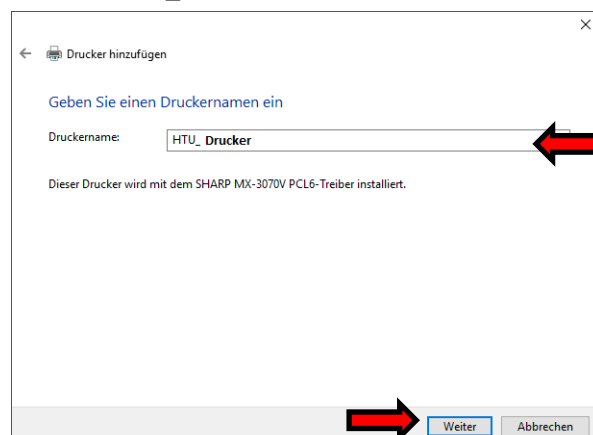 Drucker hinzufügen
Geben Sie einen Druckernamen ein
Druckername: HTU_ Drucker
Dieser Drucker wird mit dem SHARP MX-3070V PCL6-Treiber installiert.
Weiter Abbrechen